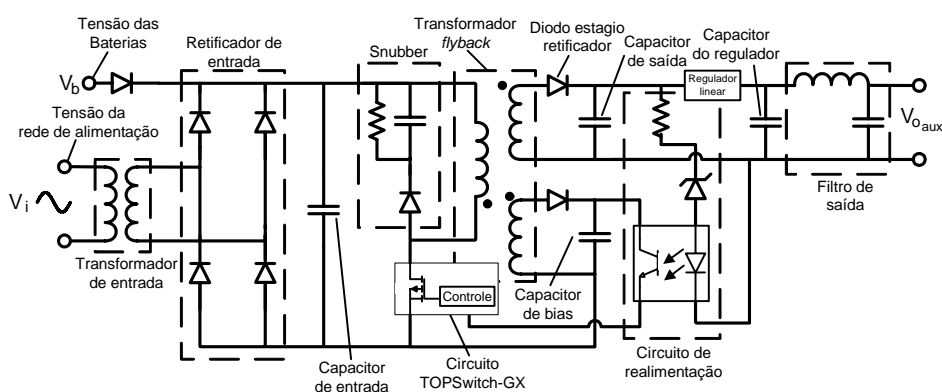 Tensão das
Baterias
Retificador de
entrada
Snubber
Transformador
flyback
Diodo estagio
retificador
Capacitor
de saída
Capacitor
do regulador
Regulador
linear
V_b
Tensão da
rede de alimentação
V_i
V_o_aux
Transformador
de entrada
Filtro de
saída
Controle
Capacitor
de bias
Capacitor
de entrada
Circuito
TOPSwitch-GX
Circuito de
realimentação